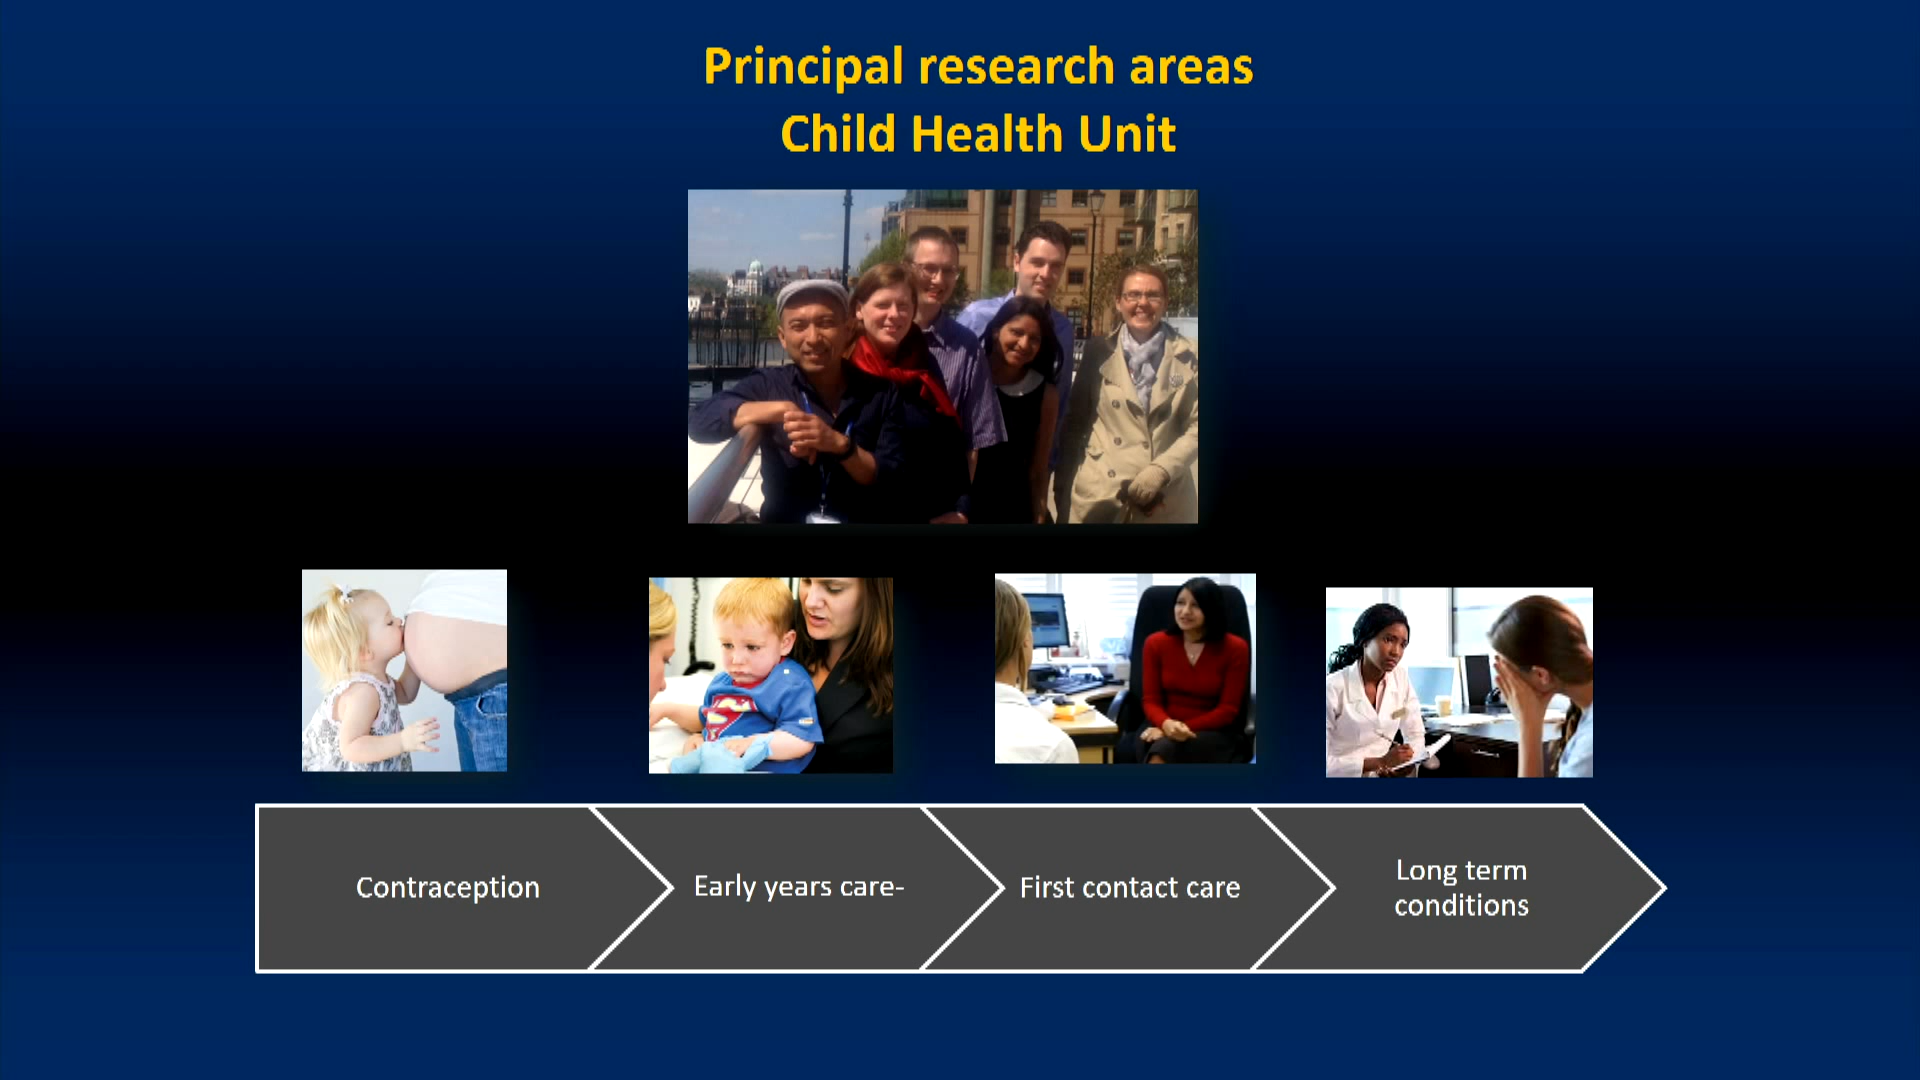 Principal research areas
Child Health Unit
Contraception
Early years care-
First contact care
Long term
conditions